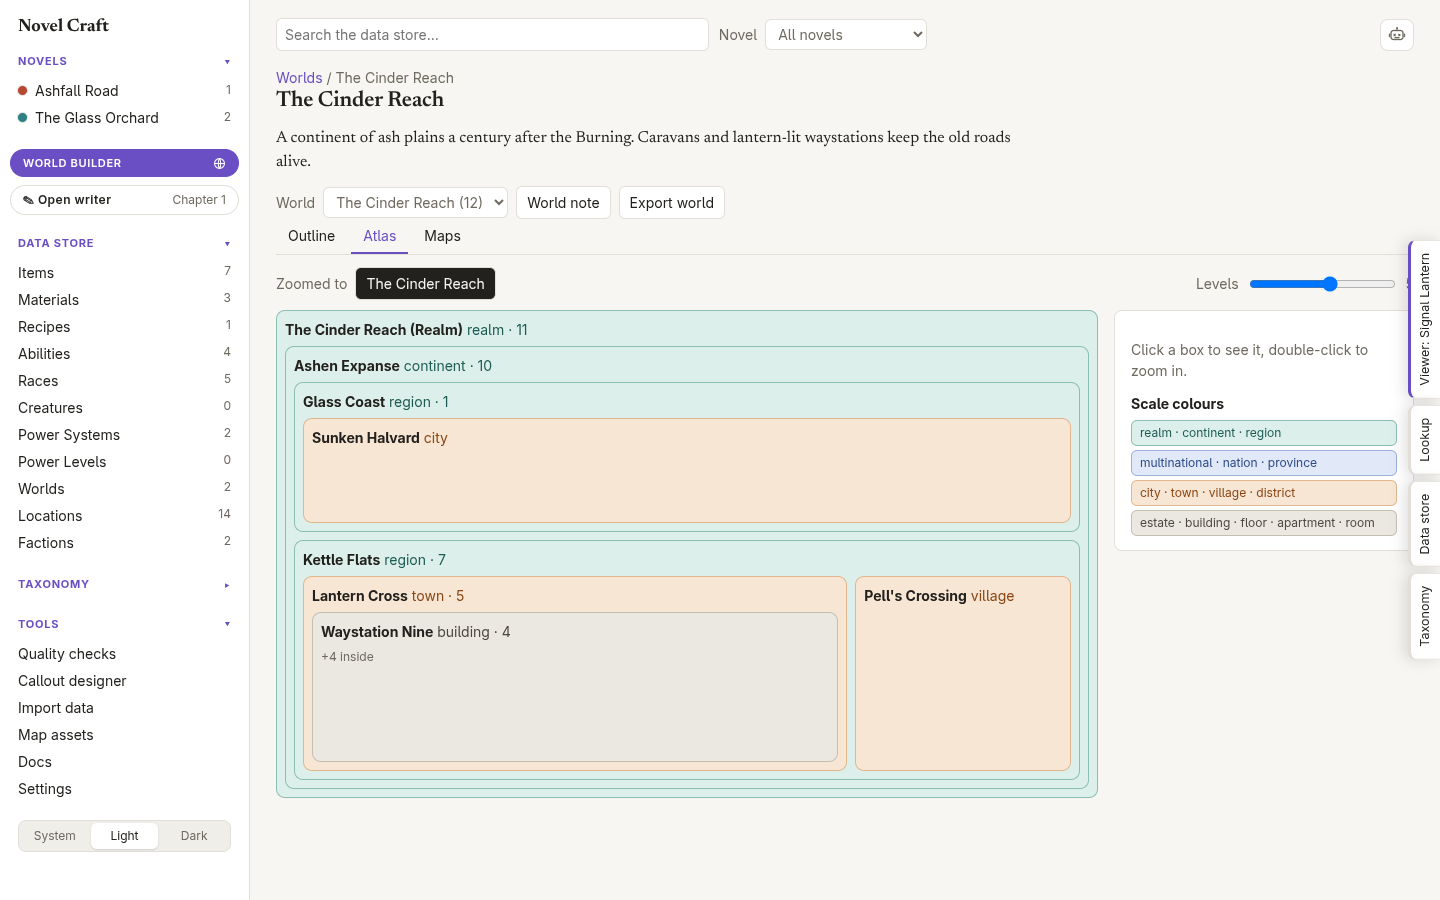 Novel Craft
NOVELS
Ashfall Road 1
The Glass Orchard 2
WORLD BUILDER
Open writer Chapter 1
DATA STORE
Items 7
Materials 3
Recipes 1
Abilities 4
Races 5
Creatures 0
Power Systems 2
Power Levels 0
Worlds 2
Locations 14
Factions 2
TAXONOMY
TOOLS
Quality checks
Callout designer
Import data
Map assets
Docs
Settings
System Light Dark
Search the data store... Novel All novels
Worlds / The Cinder Reach
The Cinder Reach
A continent of ash plains a century after the Burning. Caravans and lantern-lit waystations keep the old roads
alive.
World The Cinder Reach (12) World note Export world
Outline Atlas Maps
Zoomed to The Cinder Reach Levels
The Cinder Reach (Realm) realm · 11
Ashen Expanse continent · 10
Glass Coast region · 1
Sunken Halvard city
Kettle Flats region · 7
Lantern Cross town · 5
Waystation Nine building · 4
+4 inside
Pell's Crossing village
Click a box to see it, double-click to
zoom in.
Scale colours
realm · continent · region
multinational · nation · province
city · town · village · district
estate · building · floor · apartment · room
Viewer: Signal Lantern
Lookup
Data store
Taxonomy